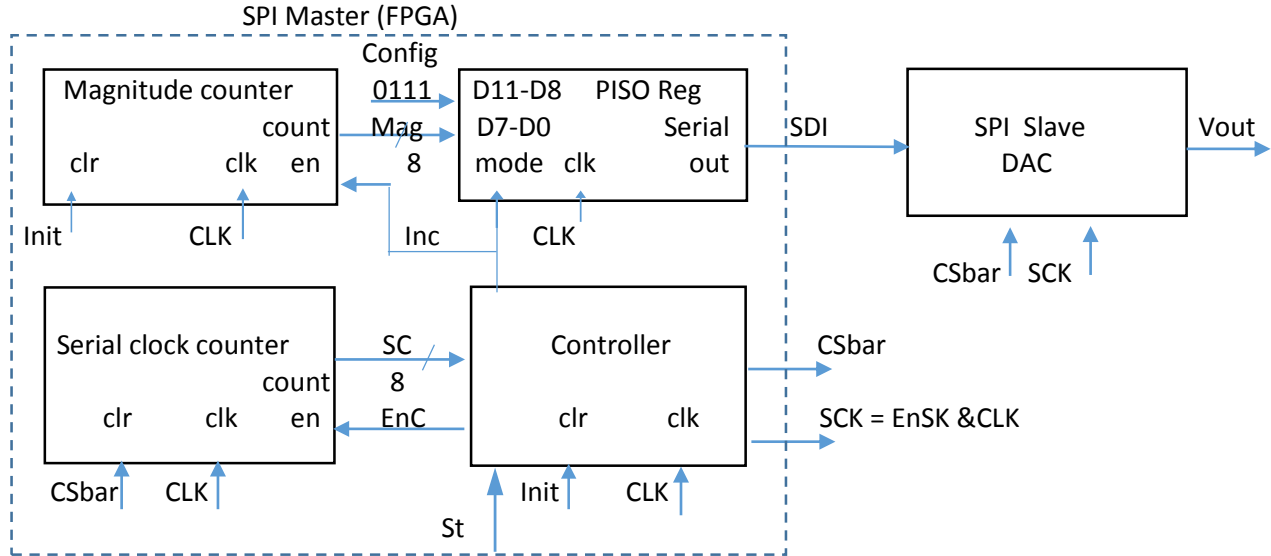 SPI Master (FPGA)
Config
Magnitude counter
0111
D11-D8
PISO Reg
count
Mag
D7-D0
Serial
SDI
SPI Slave
Vout
clr
clk
en
8
mode
clk
out
DAC
Init
CLK
Inc
CLK
CSbar
SCK
Serial clock counter
SC
Controller
CSbar
count
8
clr
clk
en
EnC
clr
clk
SCK = EnSK &CLK
CSbar
CLK
Init
CLK
St